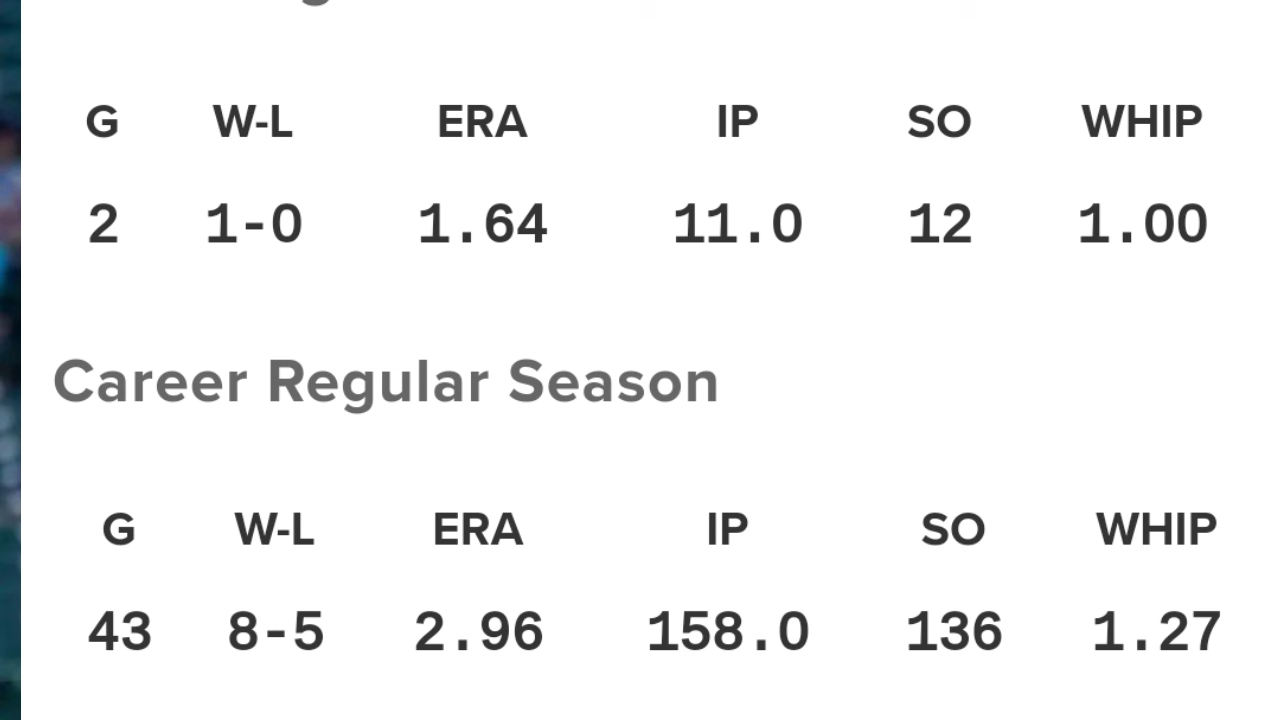 G W-L ERA IP SO WHIP
2 1-0 1.64 11.0 12 1.00
Career Regular Season
G W-L ERA IP SO WHIP
43 8-5 2.96 158.0 136 1.27